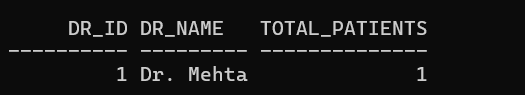 DR_ID DR_NAME TOTAL_PATIENTS
---------- --------- --------------
1 Dr. Mehta 1